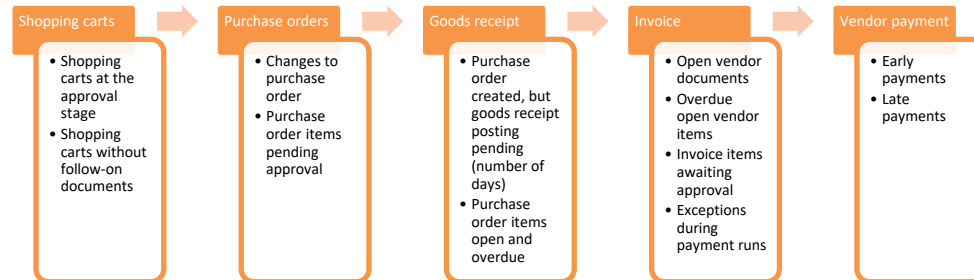 Shopping carts
• Shopping
carts at the
approval
stage
• Shopping
carts without
follow-on
documents
Purchase orders
• Changes to
purchase
order
• Purchase
order items
pending
approval
Goods receipt
• Purchase
order
created, but
goods receipt
posting
pending
(number of
days)
• Purchase
order items
open and
overdue
Invoice
• Open vendor
documents
• Overdue
open vendor
items
• Invoice items
awaiting
approval
• Exceptions
during
payment runs
Vendor payment
• Early
payments
• Late
payments